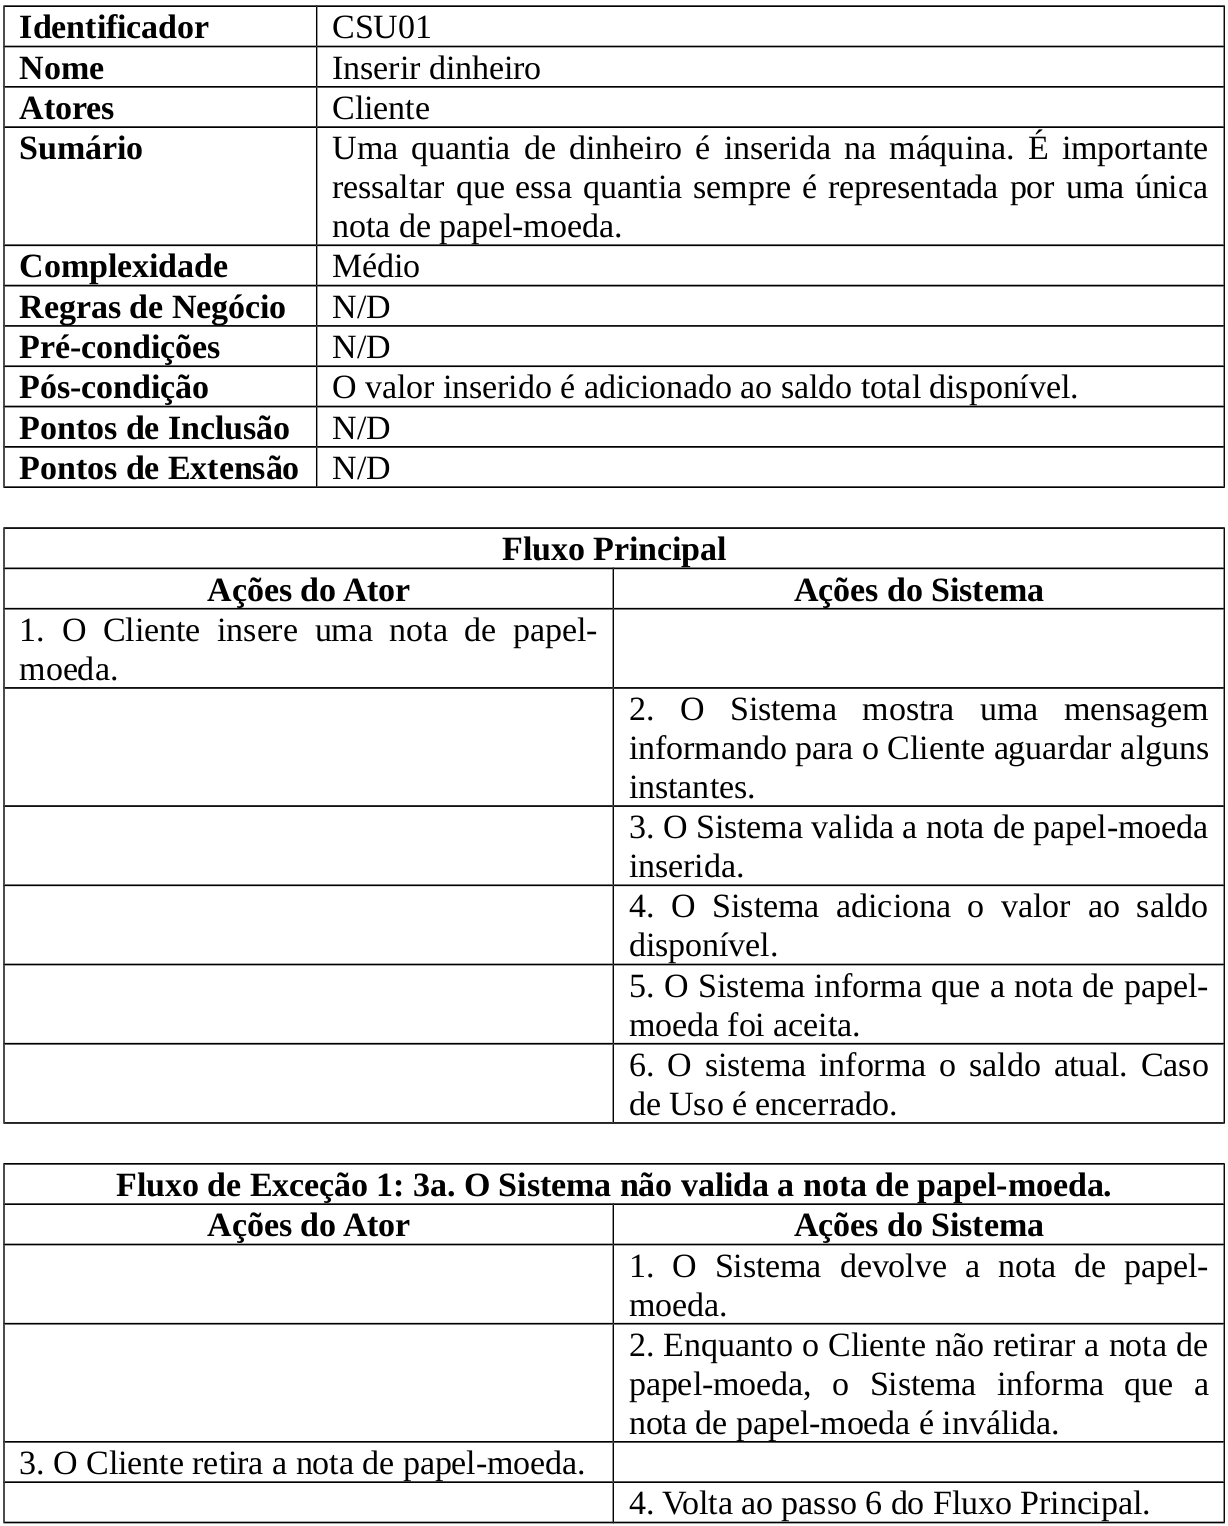 Identificador CSU01
Nome Inserir dinheiro
Atores Cliente
Sumário Uma quantia de dinheiro é inserida na máquina. É importante
ressaltar que essa quantia sempre é representada por uma única
nota de papel-moeda.
Complexidade Médio
Regras de Negócio N/D
Pré-condições N/D
Pós-condição O valor inserido é adicionado ao saldo total disponível.
Pontos de Inclusão N/D
Pontos de Extensão N/D
Fluxo Principal
Ações do Ator Ações do Sistema
1. O Cliente insere uma nota de papel-
moeda.
2. O Sistema mostra uma mensagem
informando para o Cliente aguardar alguns
instantes.
3. O Sistema valida a nota de papel-moeda
inserida.
4. O Sistema adiciona o valor ao saldo
disponível.
5. O Sistema informa que a nota de papel-
moeda foi aceita.
6. O sistema informa o saldo atual. Caso
de Uso é encerrado.
Fluxo de Exceção 1: 3a. O Sistema não valida a nota de papel-moeda.
Ações do Ator Ações do Sistema
1. O Sistema devolve a nota de papel-
moeda.
2. Enquanto o Cliente não retirar a nota de
papel-moeda, o Sistema informa que a
nota de papel-moeda é inválida.
3. O Cliente retira a nota de papel-moeda.
4. Volta ao passo 6 do Fluxo Principal.